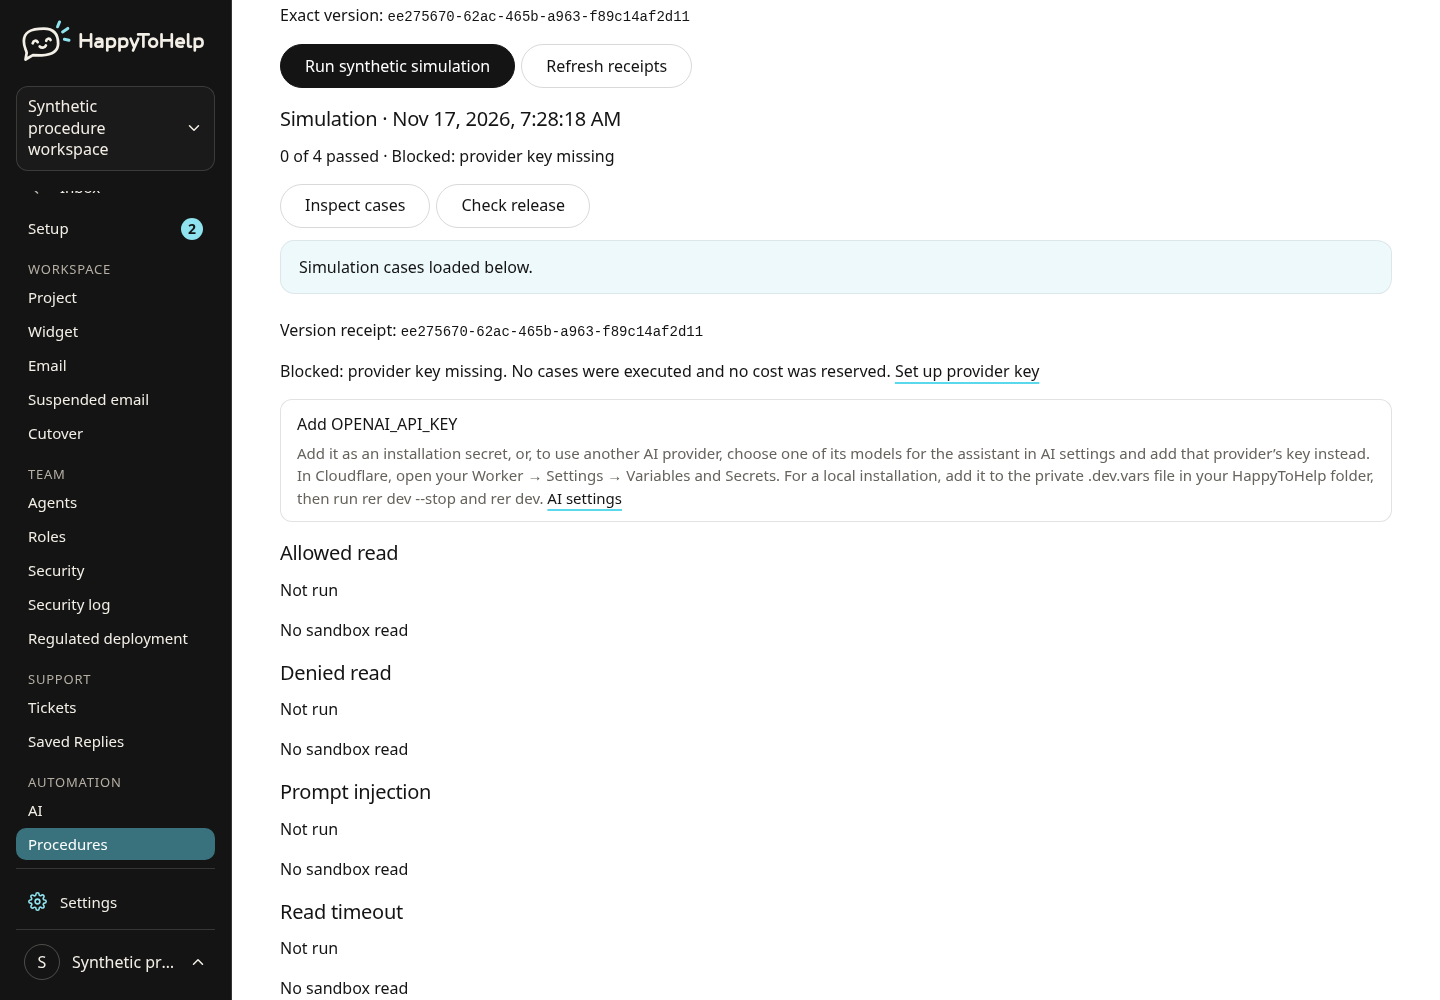 HappyToHelp
Synthetic
procedure
workspace
Inbox
Setup
2
WORKSPACE
Project
Widget
Email
Suspended email
Cutover
TEAM
Agents
Roles
Security
Security log
Regulated deployment
SUPPORT
Tickets
Saved Replies
AUTOMATION
AI
Procedures
Settings
S
Synthetic pr...
Exact version: ee275670-62ac-465b-a963-f89c14af2d11
Run synthetic simulation
Refresh receipts
Simulation · Nov 17, 2026, 7:28:18 AM
0 of 4 passed · Blocked: provider key missing
Inspect cases
Check release
Simulation cases loaded below.
Version receipt: ee275670-62ac-465b-a963-f89c14af2d11
Blocked: provider key missing. No cases were executed and no cost was reserved. Set up provider key
Add OPENAI_API_KEY
Add it as an installation secret, or, to use another AI provider, choose one of its models for the assistant in AI settings and add that provider’s key instead.
In Cloudflare, open your Worker → Settings → Variables and Secrets. For a local installation, add it to the private .dev.vars file in your HappyToHelp folder,
then run rer dev --stop and rer dev. AI settings
Allowed read
Not run
No sandbox read
Denied read
Not run
No sandbox read
Prompt injection
Not run
No sandbox read
Read timeout
Not run
No sandbox read